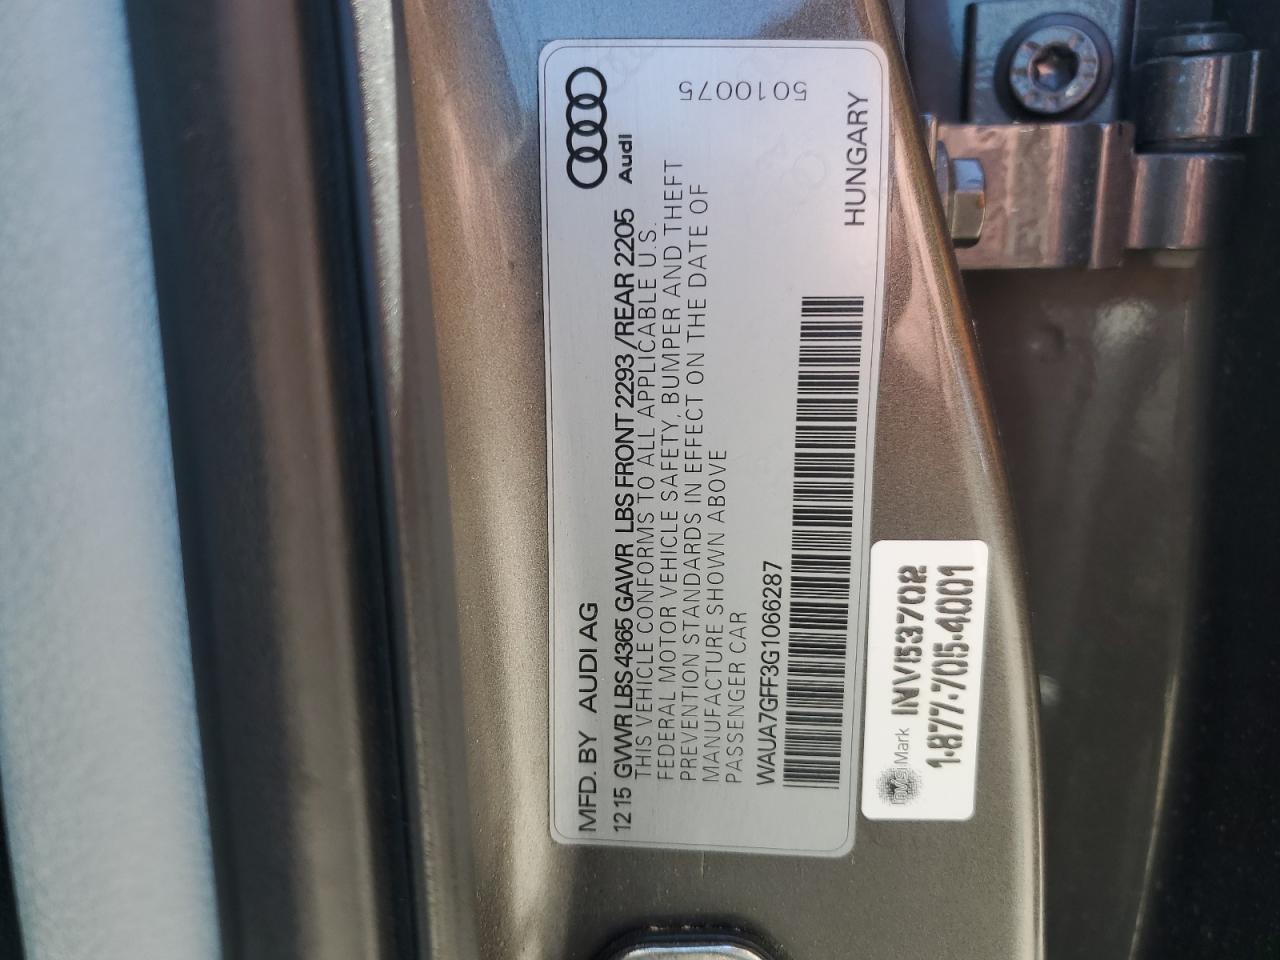 MFD. BY AUDI AG
Audi
12 15 GVWR LBS 4365 GAWR LBS FRONT 2293 /REAR 2205
THIS VEHICLE CONFORMS TO ALL APPLICABLE U.S.
FEDERAL MOTOR VEHICLE SAFETY, BUMPER AND THEFT
PREVENTION STANDARDS IN EFFECT ON THE DATE OF
MANUFACTURE SHOWN ABOVE
PASSENGER CAR
5010075
WAUA7GFF3G1066287
HUNGARY
Mark INV53702
1-877-705-4001